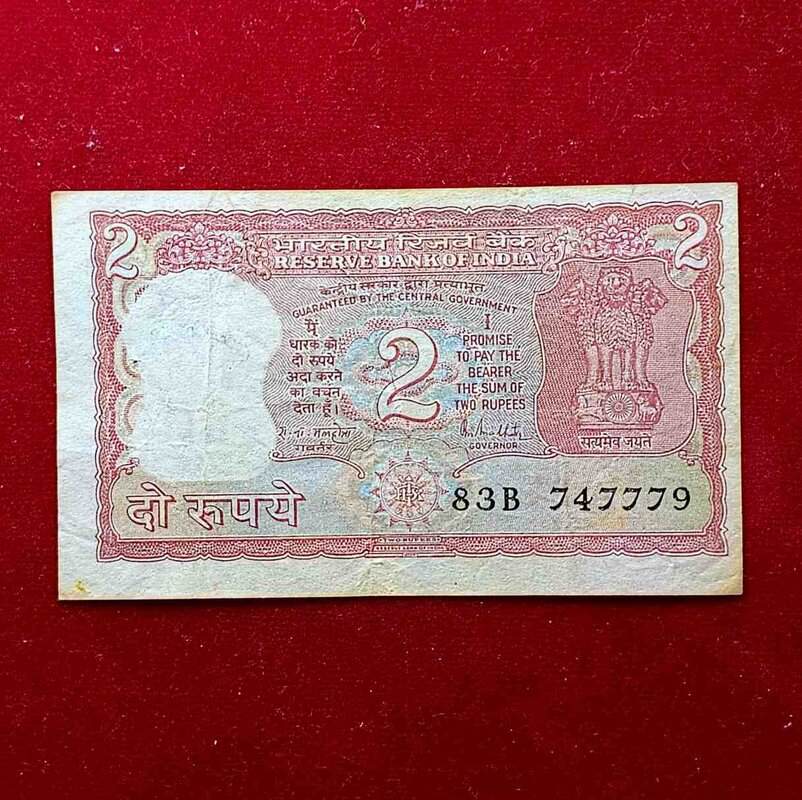 2
भारतीय रिज़र्व बैंक
2
RESERVE BANK OF INDIA
केन्द्रीय सरकार द्वारा प्रत्याभूत
GUARANTEED BY THE CENTRAL GOVERNMENT
मैं
धारक को
दो रुपये
अदा करने
का वचन
देता हूँ।
2
I
PROMISE
TO PAY THE
BEARER
THE SUM OF
TWO RUPEES
गवर्नर
GOVERNOR
सत्यमेव जयते
दो रुपये
83B 747779
TWO RUPEES